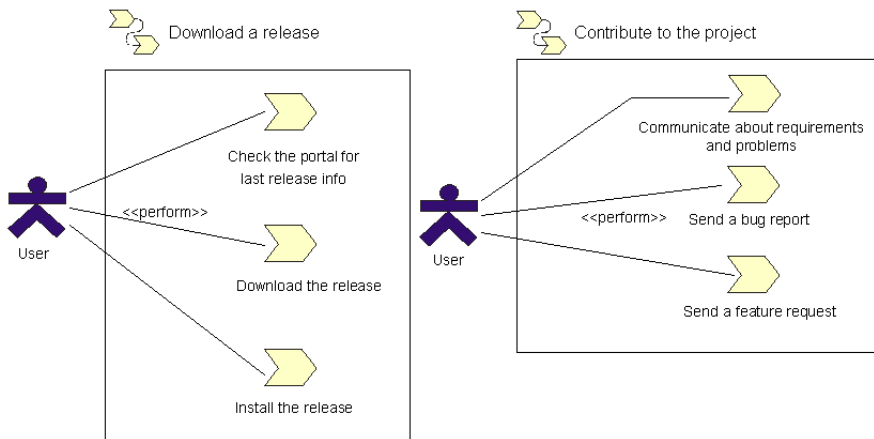 Download a release
Check the portal for
last release info
<<perform>>
User
Download the release
Install the release
Contribute to the project
Communicate about requirements
and problems
<<perform>>
Send a bug report
User
Send a feature request